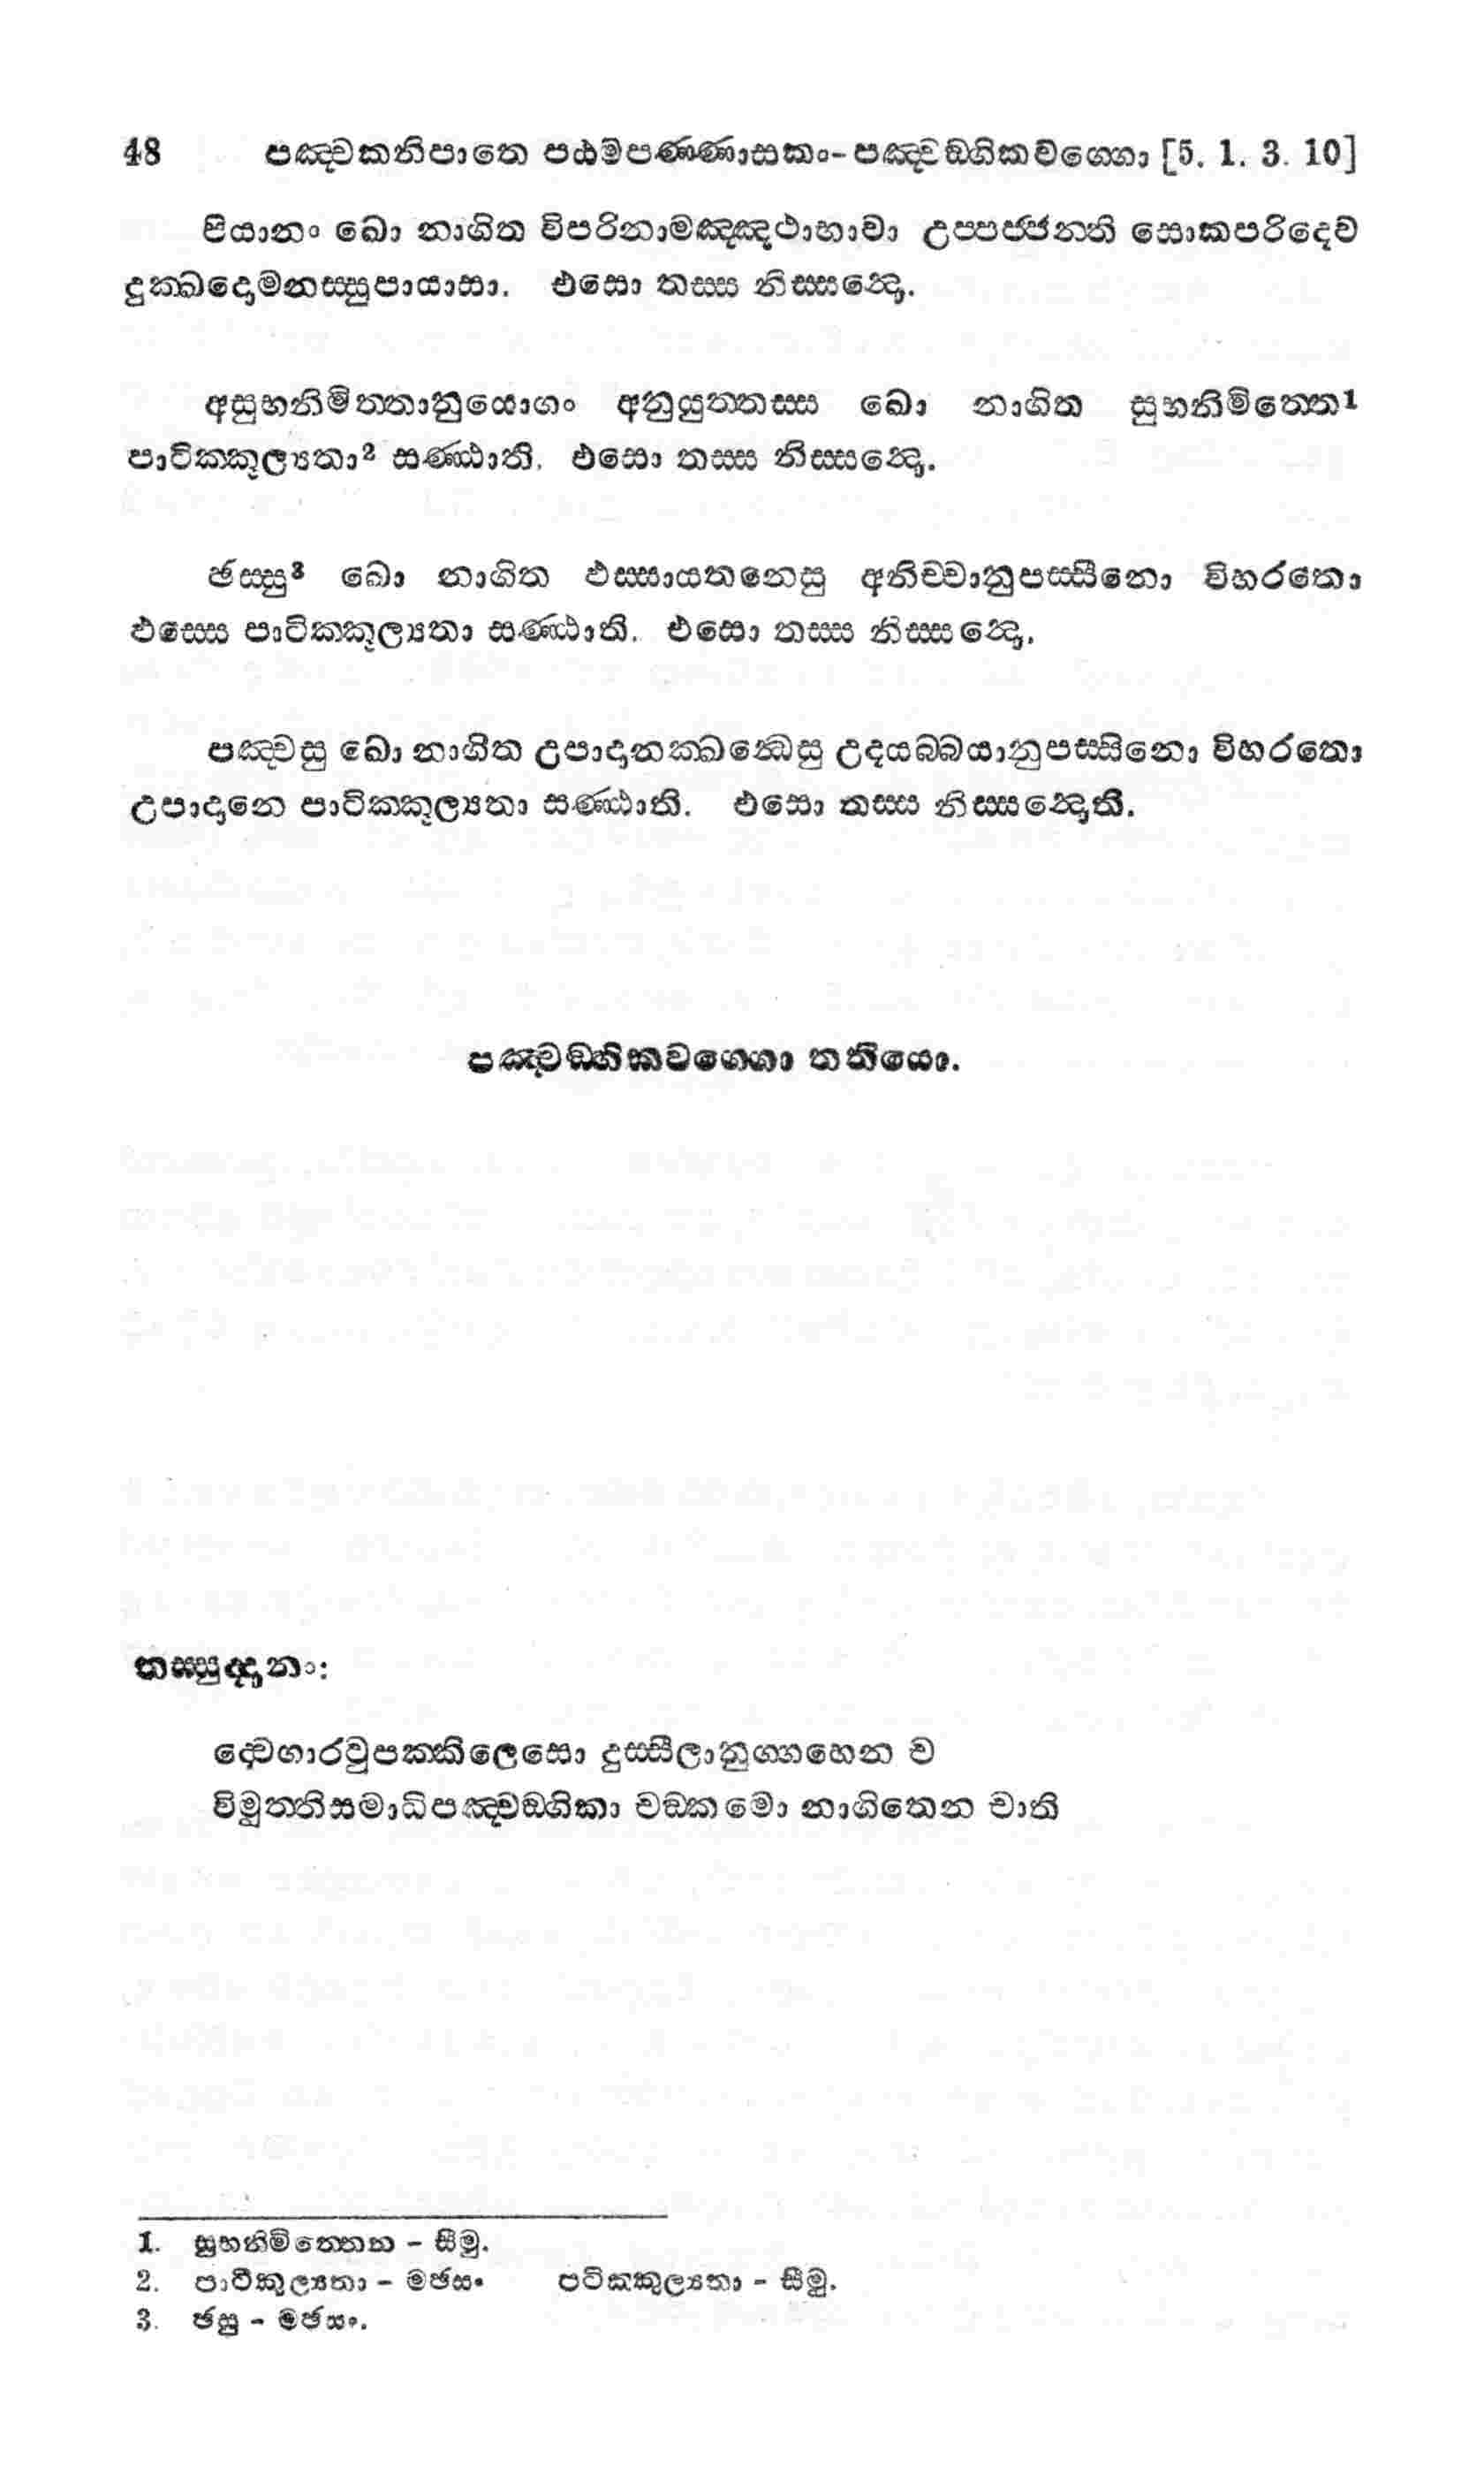 48 පඤ්චකනිපාතෙ පඨමපණ්ණාසකං- පඤ්චඞ්ගිකවග්ගො [5. 1. 3. 10]
පියානං ඛො නාගිත විපරිනාමඤ්ඤථාභාවා උප්පජ්ජන්ති සොකපරිදෙව
දුක්ඛදොමනස්සුපායාසා. එසො තස්ස නිස්සන්දො.
අසුභනිමිත්තානුයොගං අනුයුත්තස්ස ඛො නාගිත සුභනිමිත්තෙ1
පාටික්කූල්‍යතා2 සණ්ඨාති. එසො තස්ස නිස්සන්දො.
ඡස්සු3 ඛො නාගිත ඵස්සායතනෙසු අනිච්චානුපස්සිනො විහරතො
ඵස්සෙ පාටික්කූල්‍යතා සණ්ඨාති. එසො තස්ස නිස්සන්දො.
පඤ්චසු ඛො නාගිත උපාදානක්ඛන්ධෙසු උදයබ්බයානුපස්සිනො විහරතො
උපාදානෙ පාටික්කූල්‍යතා සණ්ඨාති. එසො තස්ස නිස්සන්දොති.
පඤ්චඞ්ගිකවග්ගො තතියො.
තස්සුද්දානං:
ද්වෙගාරවුපක්කිලෙසො දුස්සීලානුග්ගහෙන ච
විමුත්තිසමාධිපඤ්චඞ්ගිකා චඞ්කමො නාගිතෙන චාති
1. සුභනිමිත්තෙන - සීමු.
2. පාටිකුල්‍යතා - මඡසං පටික්කුල්‍යතා - සීමු.
3. ඡසු - මඡසං.